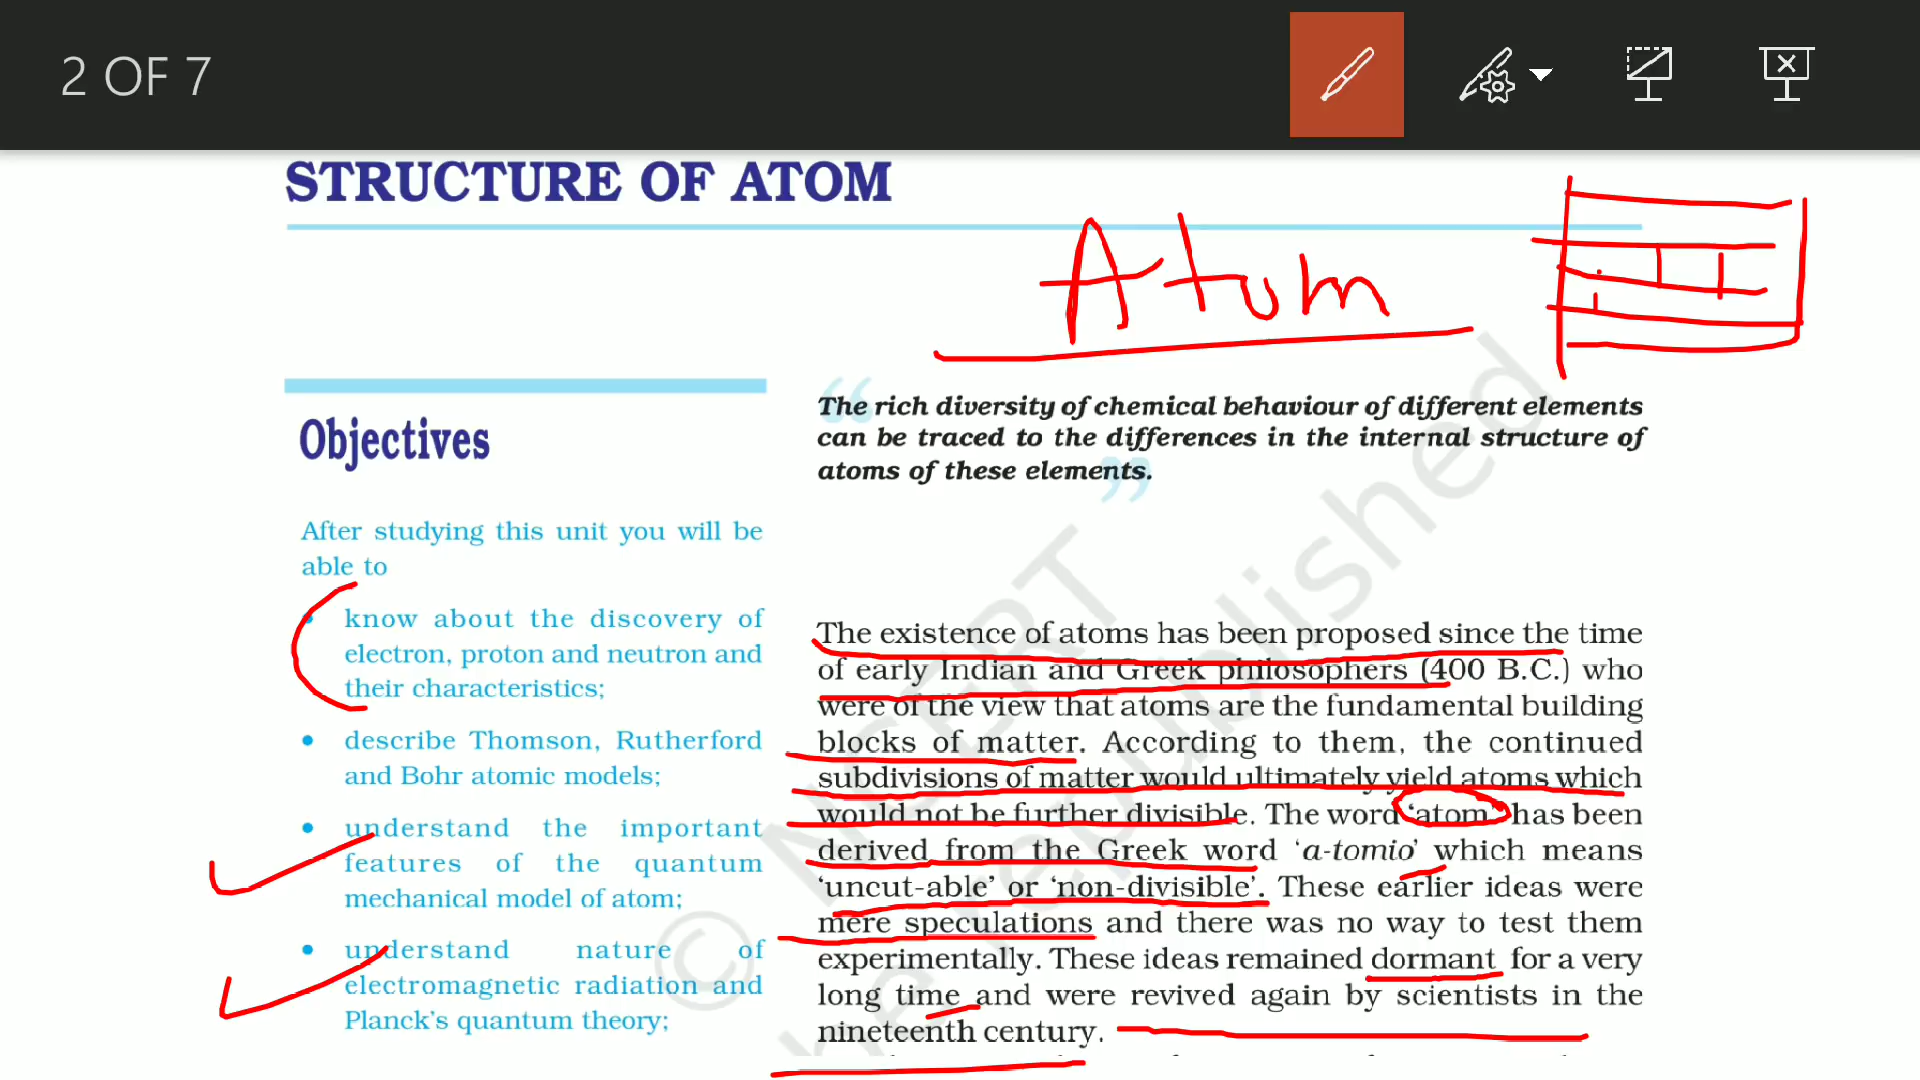 2 OF 7
STRUCTURE OF ATOM
Atom
Objectives
After studying this unit you will be
able to
• know about the discovery of
electron, proton and neutron and
their characteristics;
• describe Thomson, Rutherford
and Bohr atomic models;
• understand the important
features of the quantum
mechanical model of atom;
• understand nature of
electromagnetic radiation and
Planck's quantum theory;
“
The rich diversity of chemical behaviour of different elements
can be traced to the differences in the internal structure of
atoms of these elements.
”
The existence of atoms has been proposed since the time
of early Indian and Greek philosophers (400 B.C.) who
were of the view that atoms are the fundamental building
blocks of matter. According to them, the continued
subdivisions of matter would ultimately yield atoms which
would not be further divisible. The word ‘atom’ has been
derived from the Greek word ‘a-tomio’ which means
‘uncut-able’ or ‘non-divisible’. These earlier ideas were
mere speculations and there was no way to test them
experimentally. These ideas remained dormant for a very
long time and were revived again by scientists in the
nineteenth century.
© NCERT
be republished